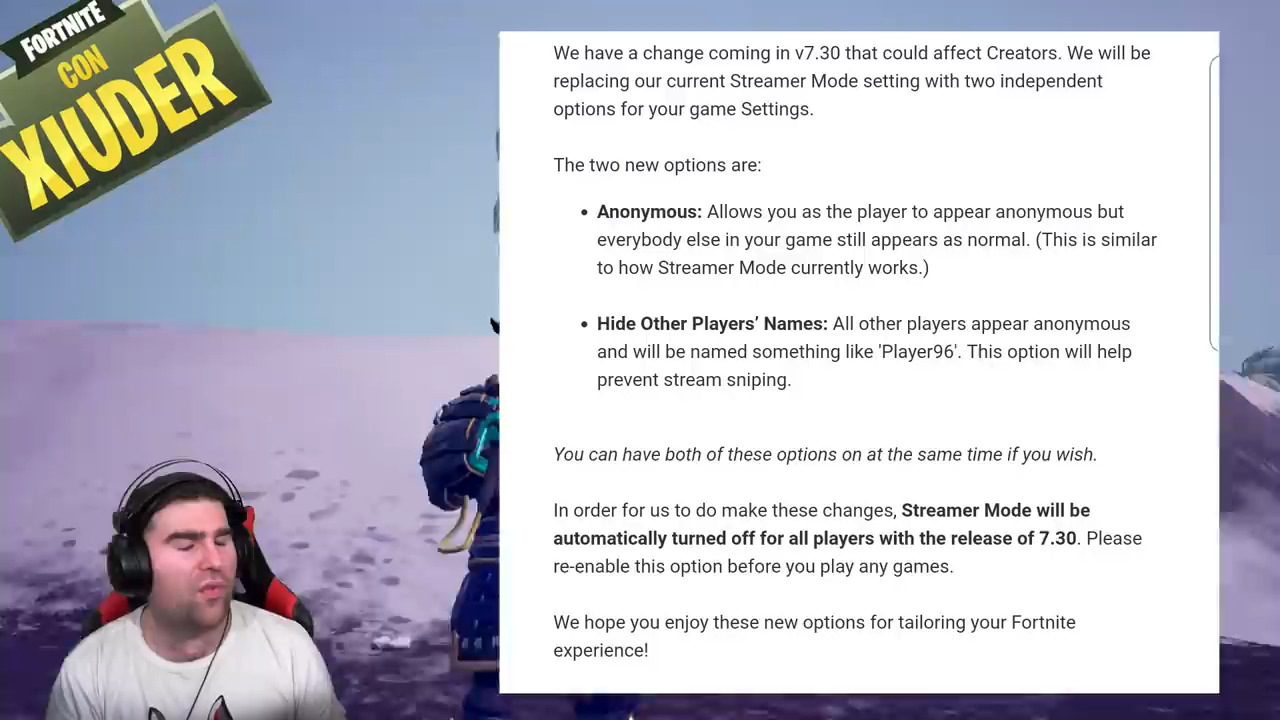 FORTNITE
CON
XIUDER
We have a change coming in v7.30 that could affect Creators. We will be
replacing our current Streamer Mode setting with two independent
options for your game Settings.
The two new options are:
• Anonymous: Allows you as the player to appear anonymous but
everybody else in your game still appears as normal. (This is similar
to how Streamer Mode currently works.)
• Hide Other Players’ Names: All other players appear anonymous
and will be named something like 'Player96'. This option will help
prevent stream sniping.
You can have both of these options on at the same time if you wish.
In order for us to do make these changes, Streamer Mode will be
automatically turned off for all players with the release of 7.30. Please
re-enable this option before you play any games.
We hope you enjoy these new options for tailoring your Fortnite
experience!